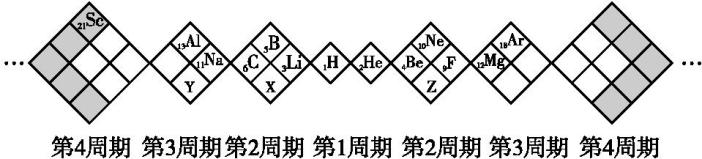 ₂₁Sc ₁₃Al ₅B ₁₀Ne ₁₈Ar
… ₁₁Na ₆C ₃Li ₁H ₂He ₄Be ₉F ₁₂Mg …
Y X Z
第4周期 第3周期 第2周期 第1周期 第2周期 第3周期 第4周期